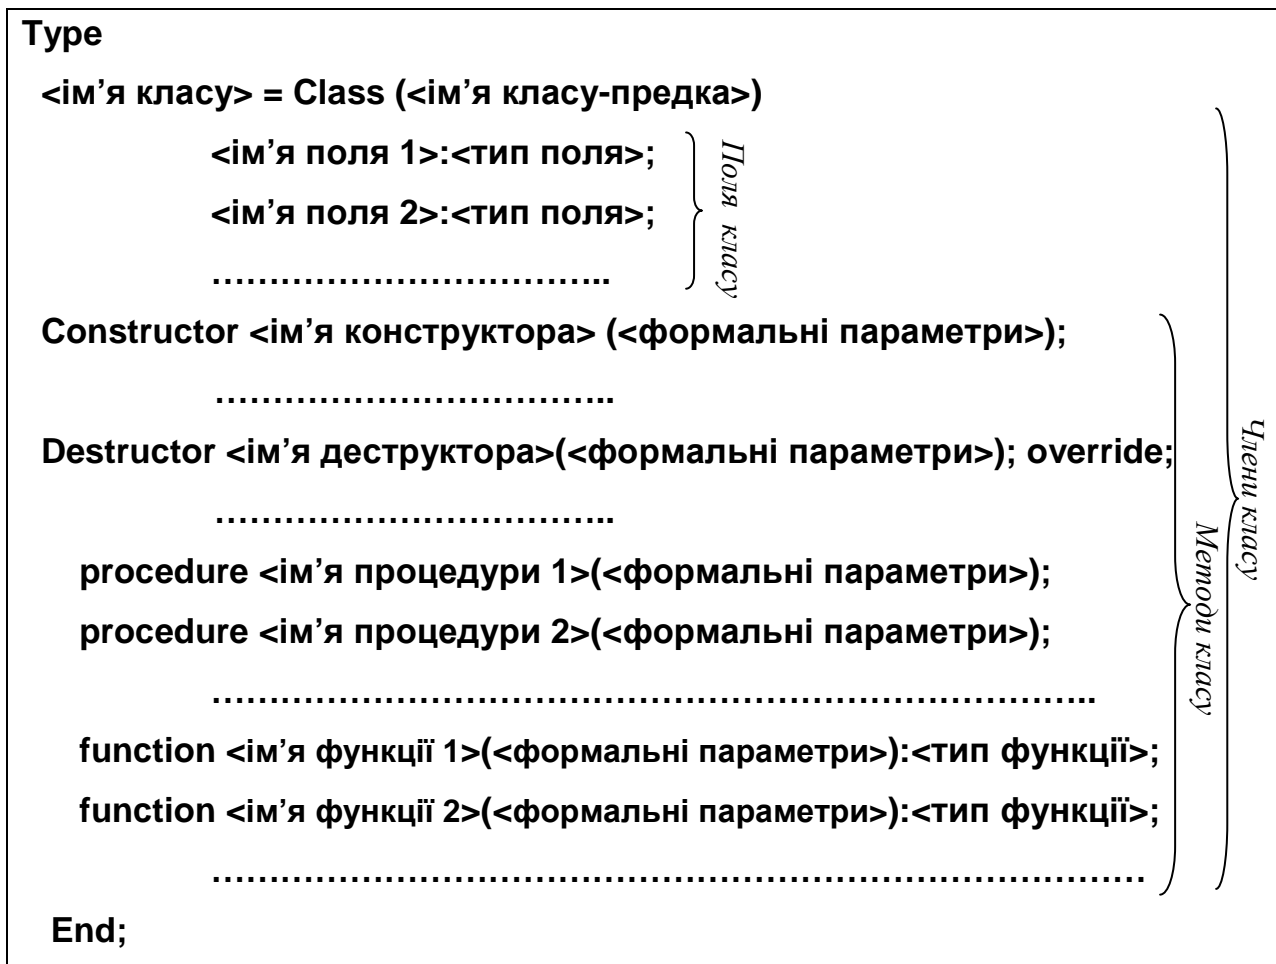 Type
<ім’я класу> = Class (<ім’я класу-предка>)
<ім’я поля 1>:<тип поля>;
<ім’я поля 2>:<тип поля>;
……………………………..
Поля класу
Constructor <ім’я конструктора> (<формальні параметри>);
……………………………..
Destructor <ім’я деструктора>(<формальні параметри>); override;
……………………………..
procedure <ім’я процедури 1>(<формальні параметри>);
procedure <ім’я процедури 2>(<формальні параметри>);
…………………………………………………………………..
function <ім’я функції 1>(<формальні параметри>):<тип функції>;
function <ім’я функції 2>(<формальні параметри>):<тип функції>;
………………………………………………………………………
End;
Методи класу
Члени класу